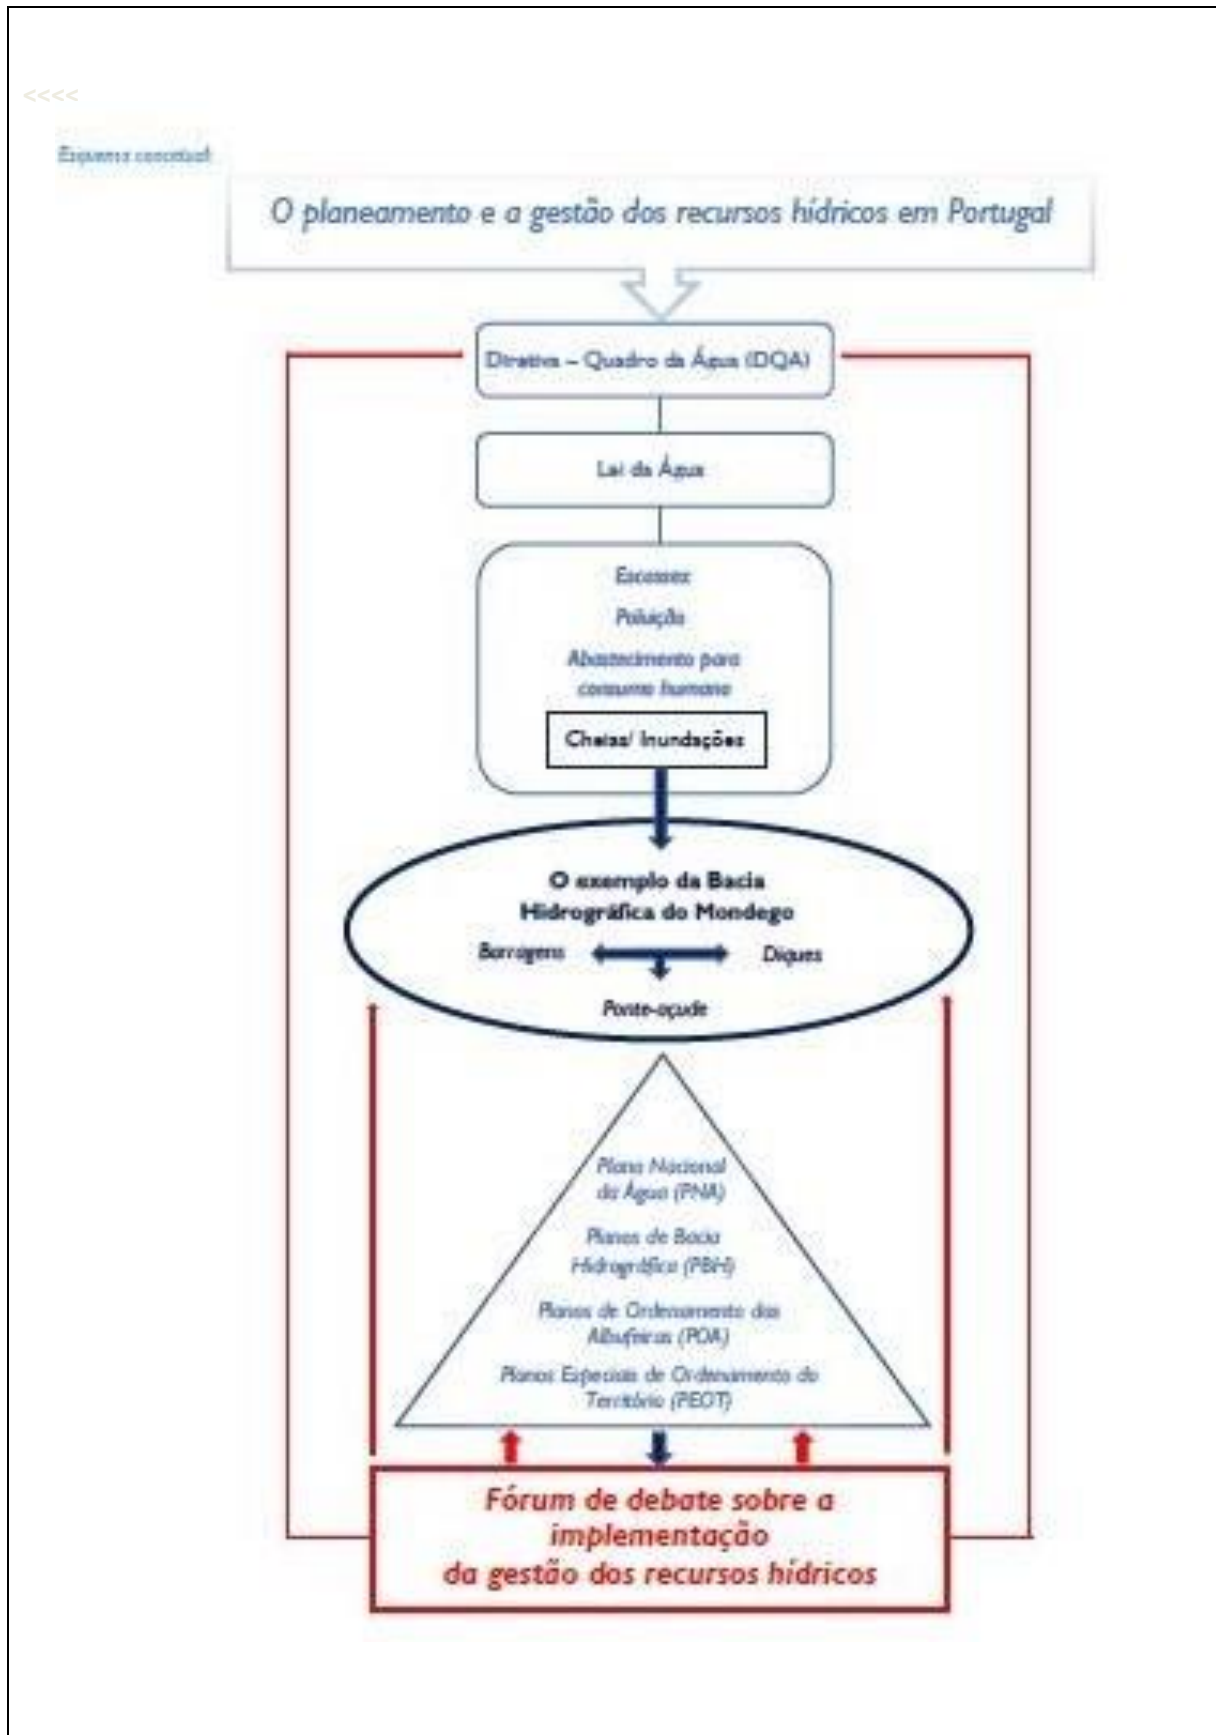 <<<<
Esquema concetual:
O planeamento e a gestão dos recursos hídricos em Portugal
Diretiva – Quadro da Água (DQA)
Lei da Água
Escassez
Poluição
Abastecimento para
consumo humano
Cheias/ Inundações
O exemplo da Bacia
Hidrográfica do Mondego
Barragens
Diques
Ponte-açude
Plano Nacional
da Água (PNA)
Planos de Bacia
Hidrográfica (PBH)
Planos de Ordenamento das
Albufeiras (POA)
Planos Especiais de Ordenamento do
Território (PEOT)
Fórum de debate sobre a
implementação
da gestão dos recursos hídricos